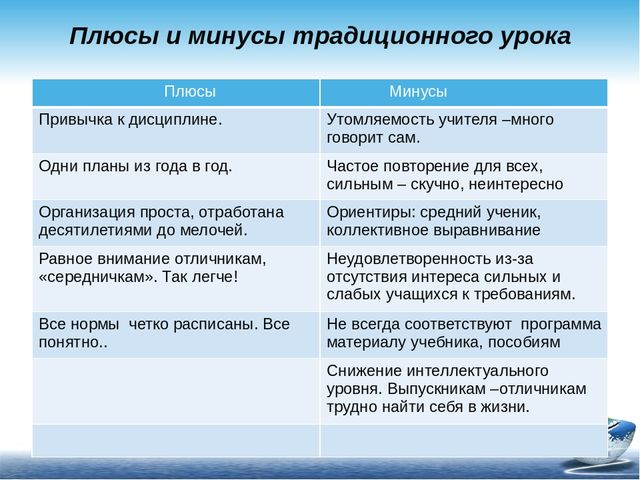 Плюсы и минусы традиционного урока
Плюсы
Минусы
Привычка к дисциплине.
Утомляемость учителя –много
говорит сам.
Одни планы из года в год.
Частое повторение для всех,
сильным – скучно, неинтересно
Организация проста, отработана
десятилетиями до мелочей.
Ориентиры: средний ученик,
коллективное выравнивание
Равное внимание отличникам,
«середничкам». Так легче!
Неудовлетворенность из-за
отсутствия интереса сильных и
слабых учащихся к требованиям.
Все нормы  четко расписаны. Все
понятно..
Не всегда соответствуют  программа
материалу учебника, пособиям
Снижение интеллектуального
уровня. Выпускникам –отличникам
трудно найти себя в жизни.